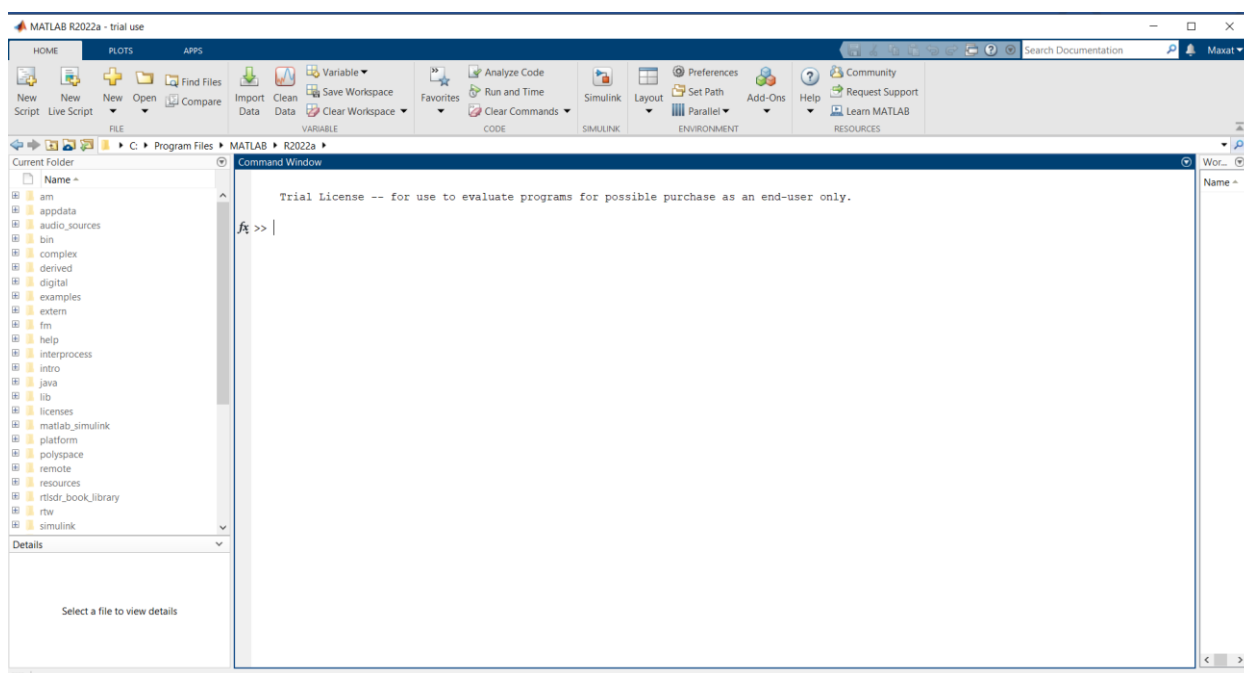 MATLAB R2022a - trial use
HOME PLOTS APPS
Search Documentation
Maxat
New Script
New Live Script
New
Open
Find Files
Compare
FILE
Import Data
Clean Data
Variable
Save Workspace
Clear Workspace
VARIABLE
Favorites
Analyze Code
Run and Time
Clear Commands
CODE
Simulink
SIMULINK
Layout
Preferences
Set Path
Parallel
Add-Ons
ENVIRONMENT
Help
Community
Request Support
Learn MATLAB
RESOURCES
C: Program Files MATLAB R2022a
Current Folder
Name
am
appdata
audio_sources
bin
complex
derived
digital
examples
extern
fm
help
interprocess
intro
java
lib
licenses
matlab_simulink
platform
polyspace
remote
resources
rtlsdr_book_library
rtw
simulink
Details
Select a file to view details
Command Window
Trial License -- for use to evaluate programs for possible purchase as an end-user only.
fx >>
Wor...
Name